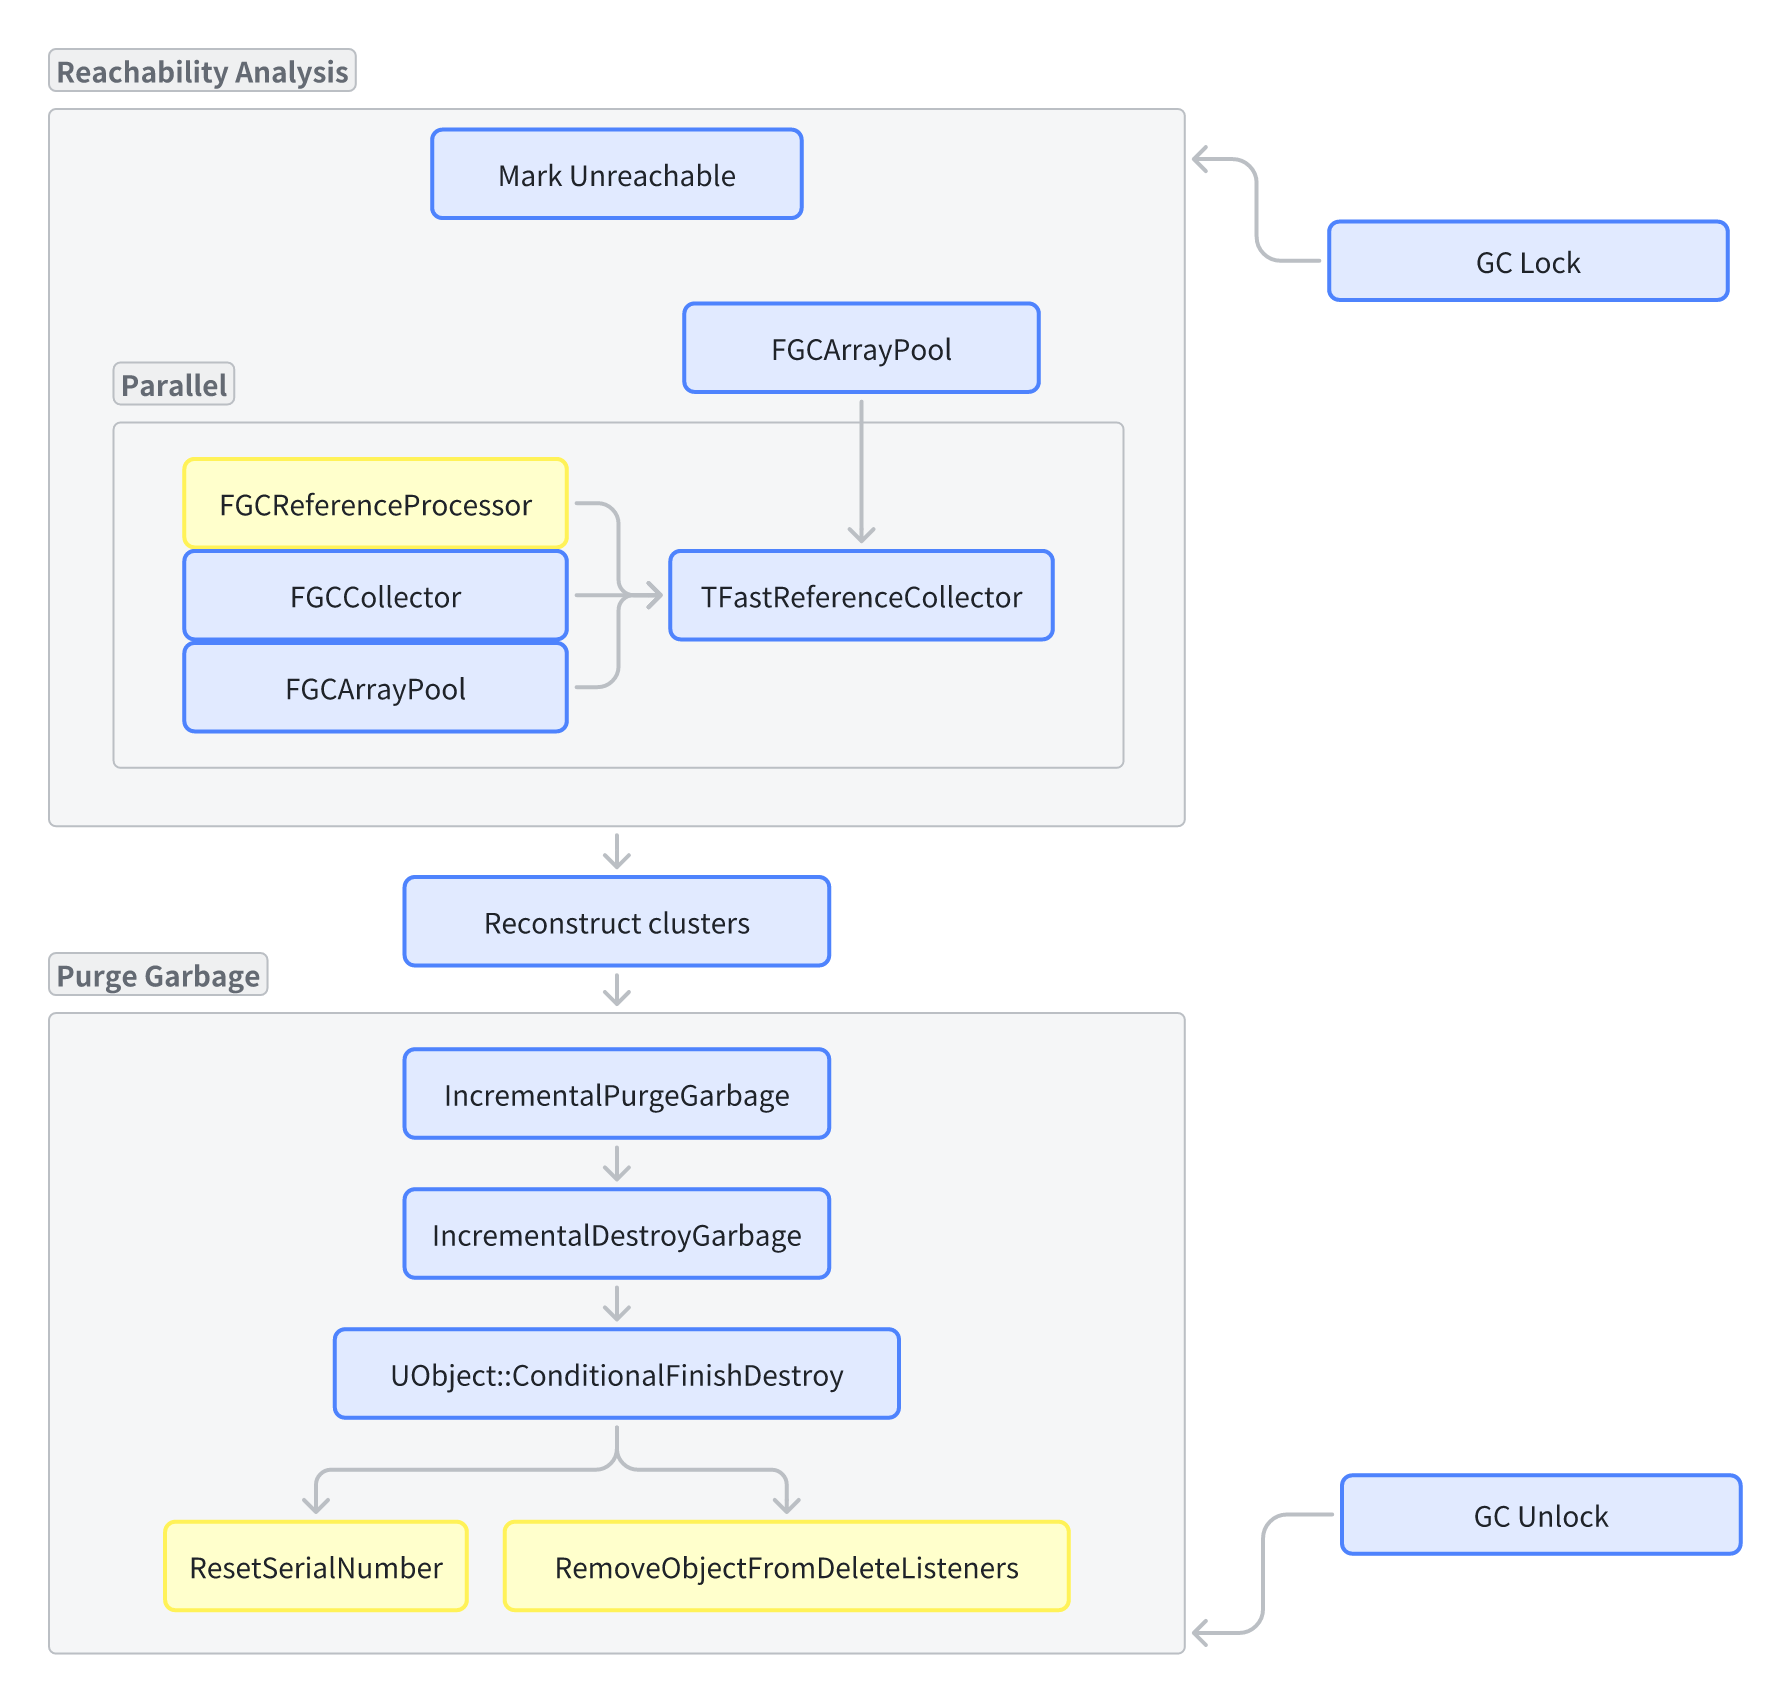 Reachability Analysis
Mark Unreachable
GC Lock
FGCArrayPool
Parallel
FGCReferenceProcessor
FGCCollector
TFastReferenceCollector
FGCArrayPool
Reconstruct clusters
Purge Garbage
IncrementalPurgeGarbage
IncrementalDestroyGarbage
UObject::ConditionalFinishDestroy
GC Unlock
ResetSerialNumber
RemoveObjectFromDeleteListeners